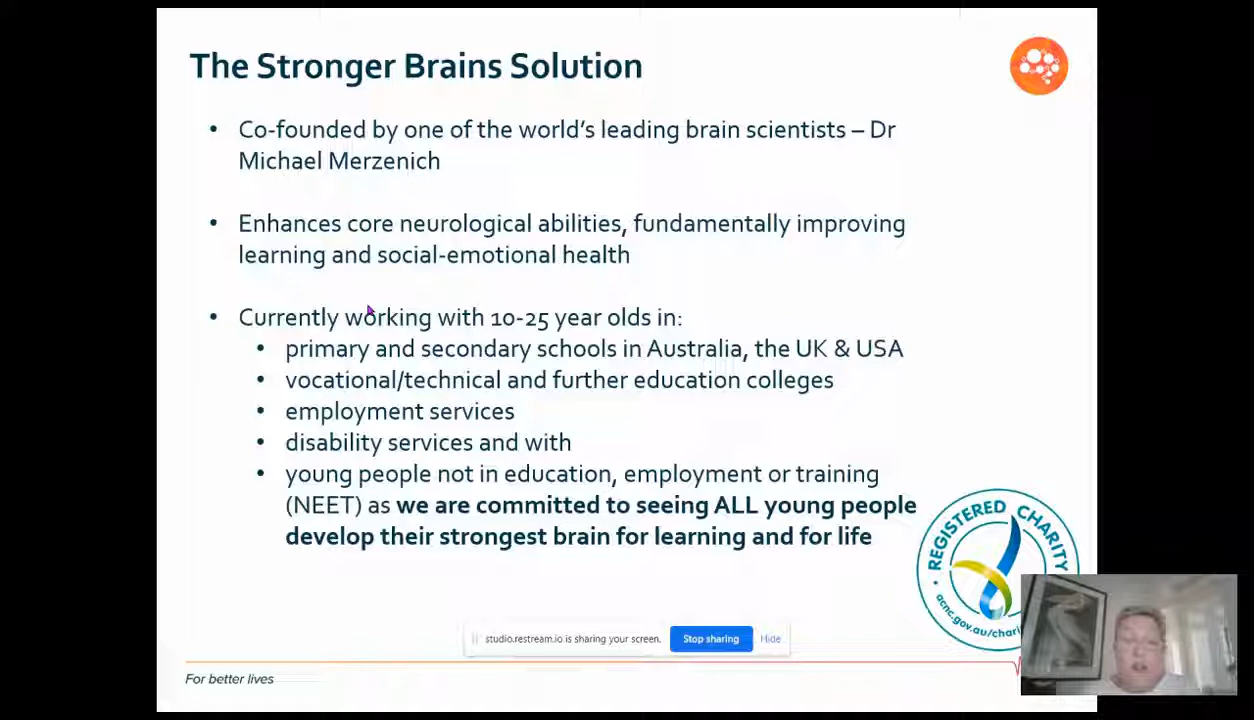 The Stronger Brains Solution
• Co-founded by one of the world's leading brain scientists – Dr
Michael Merzenich
• Enhances core neurological abilities, fundamentally improving
learning and social-emotional health
• Currently working with 10-25 year olds in:
• primary and secondary schools in Australia, the UK & USA
• vocational/technical and further education colleges
• employment services
• disability services and with
• young people not in education, employment or training
(NEET) as we are committed to seeing ALL young people
develop their strongest brain for learning and for life
REGISTERED CHARITY
acnc.gov.au/chari
studio.restream.io is sharing your screen.
Stop sharing
Hide
For better lives